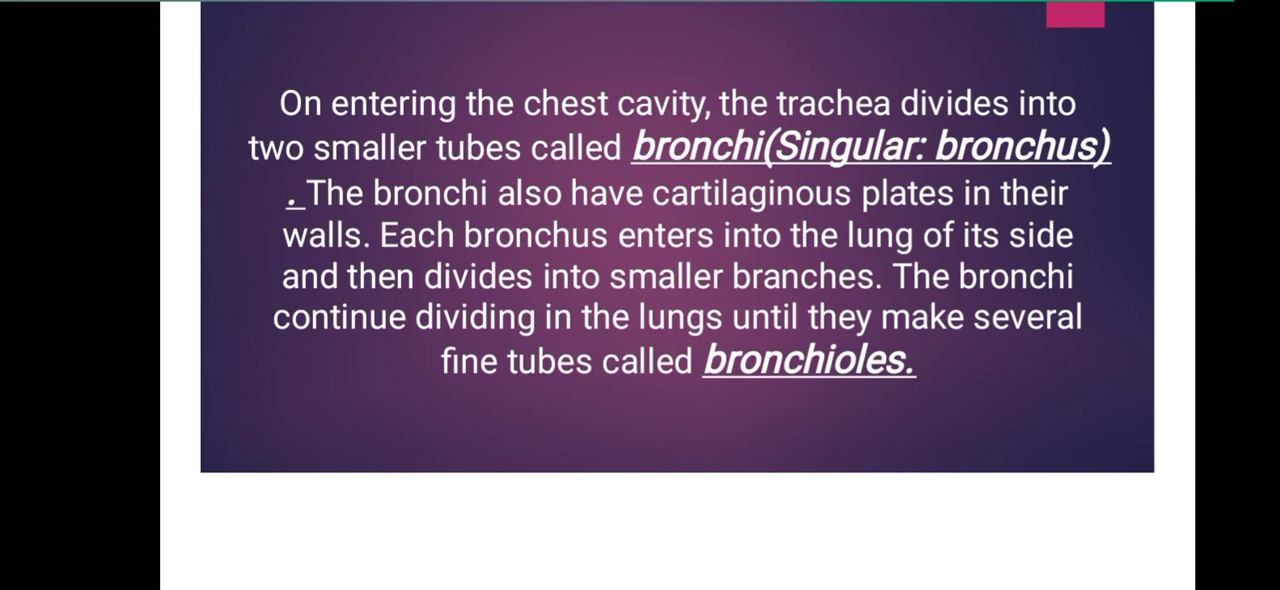 On entering the chest cavity, the trachea divides into
two smaller tubes called bronchi(Singular: bronchus)
. The bronchi also have cartilaginous plates in their
walls. Each bronchus enters into the lung of its side
and then divides into smaller branches. The bronchi
continue dividing in the lungs until they make several
fine tubes called bronchioles.